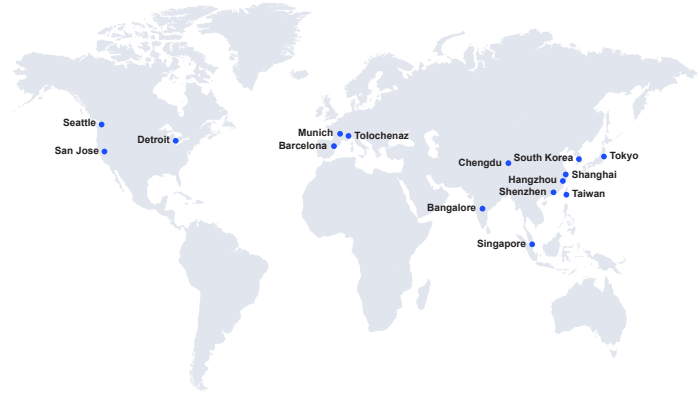 Seattle
Detroit
San Jose
Munich
Tolochenaz
Barcelona
Chengdu
South Korea
Tokyo
Shanghai
Hangzhou
Shenzhen
Taiwan
Bangalore
Singapore